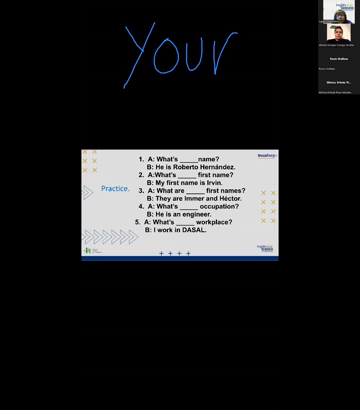 Your
Practice.
1. A: What's _____name?
B: He is Roberto Hernández.
2. A:What's _____ first name?
B: My first name is Irvin.
3. A: What are _____ first names?
B: They are Immer and Héctor.
4. A: What's _____ occupation?
B: He is an engineer.
5. A: What's _____ workplace?
B: I work in DASAL.